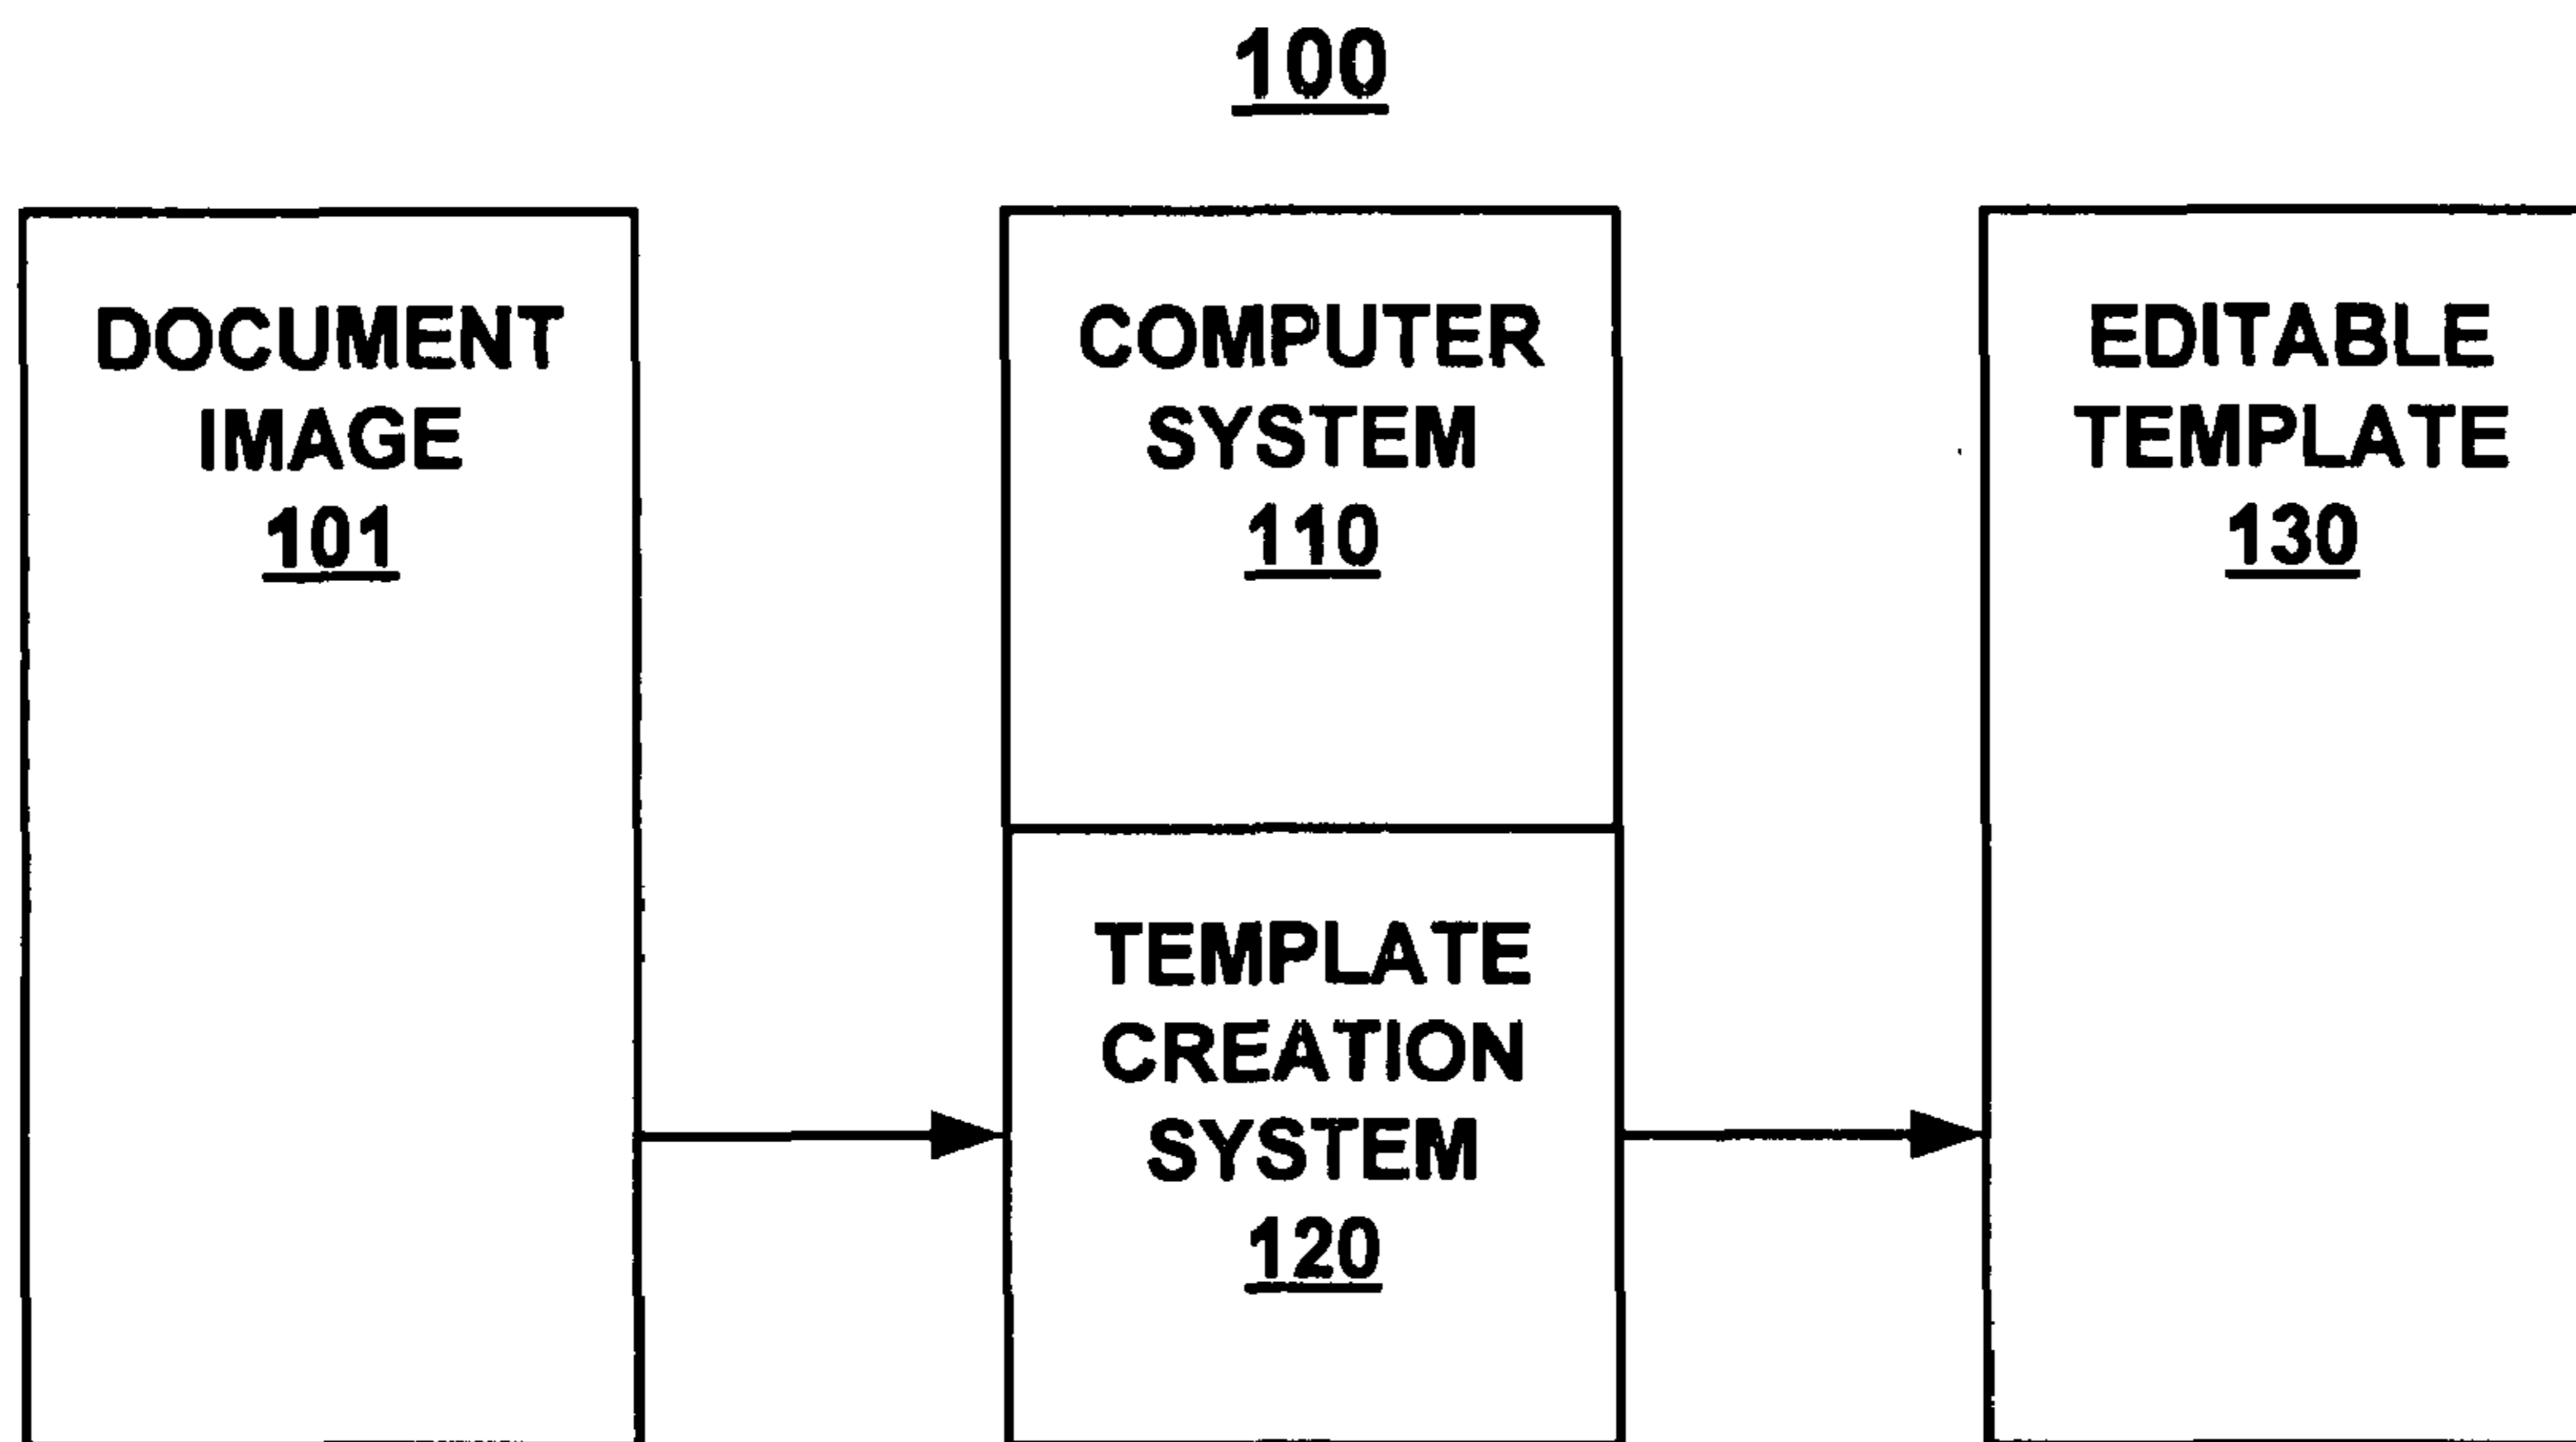 100
DOCUMENT
IMAGE
101
COMPUTER
SYSTEM
110
TEMPLATE
CREATION
SYSTEM
120
EDITABLE
TEMPLATE
130